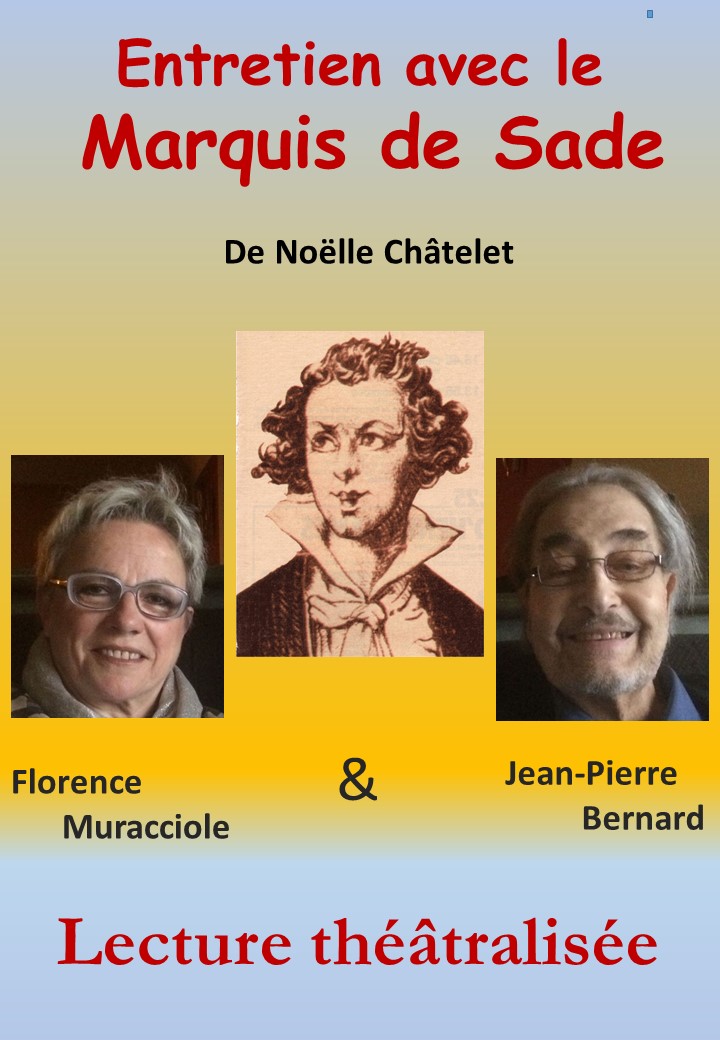 Entretien avec le
Marquis de Sade
De Noëlle Châtelet
Florence
Muracciole
&
Jean-Pierre
Bernard
Lecture théâtralisée